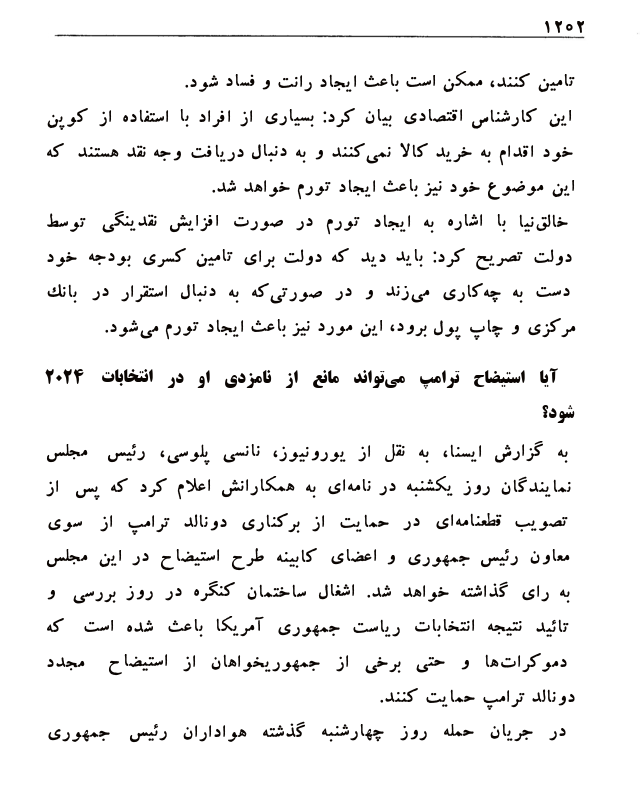 ۱۲۵۲
تامین کنند، ممکن است باعث ایجاد رانت و فساد شود.
این کارشناس اقتصادی بیان کرد: بسیاری از افراد با استفاده از کوپن
خود اقدام به خرید کالا نمی‌کنند و به دنبال دریافت وجه نقد هستند که
این موضوع خود نیز باعث ایجاد تورم خواهد شد.
خالق‌نیا با اشاره به ایجاد تورم در صورت افزایش نقدینگی توسط
دولت تصریح کرد: باید دید که دولت برای تامین کسری بودجه خود
دست به چه‌کاری می‌زند و در صورتی‌که به دنبال استقرار در بانك
مرکزی و چاپ پول برود، این مورد نیز باعث ایجاد تورم می‌شود.
آیا استیضاح ترامپ می‌تواند مانع از نامزدی او در انتخابات ۲۰۲۴
شود؟
به گزارش ایسنا، به نقل از یورونیوز، نانسی پلوسی، رئیس مجلس
نمایندگان روز یکشنبه در نامه‌ای به همکارانش اعلام کرد که پس از
تصویب قطعنامه‌ای در حمایت از برکناری دونالد ترامپ از سوی
معاون رئیس جمهوری و اعضای کابینه طرح استیضاح در این مجلس
به رای گذاشته خواهد شد. اشغال ساختمان کنگره در روز بررسی و
تائید نتیجه انتخابات ریاست جمهوری آمریکا باعث شده است که
دموکرات‌ها و حتی برخی از جمهوریخواهان از استیضاح مجدد
دونالد ترامپ حمایت کنند.
در جریان حمله روز چهارشنبه گذشته هواداران رئیس جمهوری